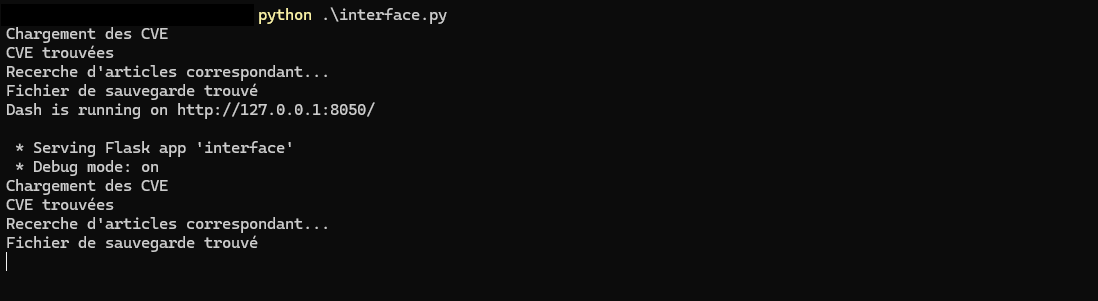 python .\interface.py
Chargement des CVE
CVE trouvées
Recerche d'articles correspondant...
Fichier de sauvegarde trouvé
Dash is running on http://127.0.0.1:8050/
* Serving Flask app 'interface'
* Debug mode: on
Chargement des CVE
CVE trouvées
Recerche d'articles correspondant...
Fichier de sauvegarde trouvé